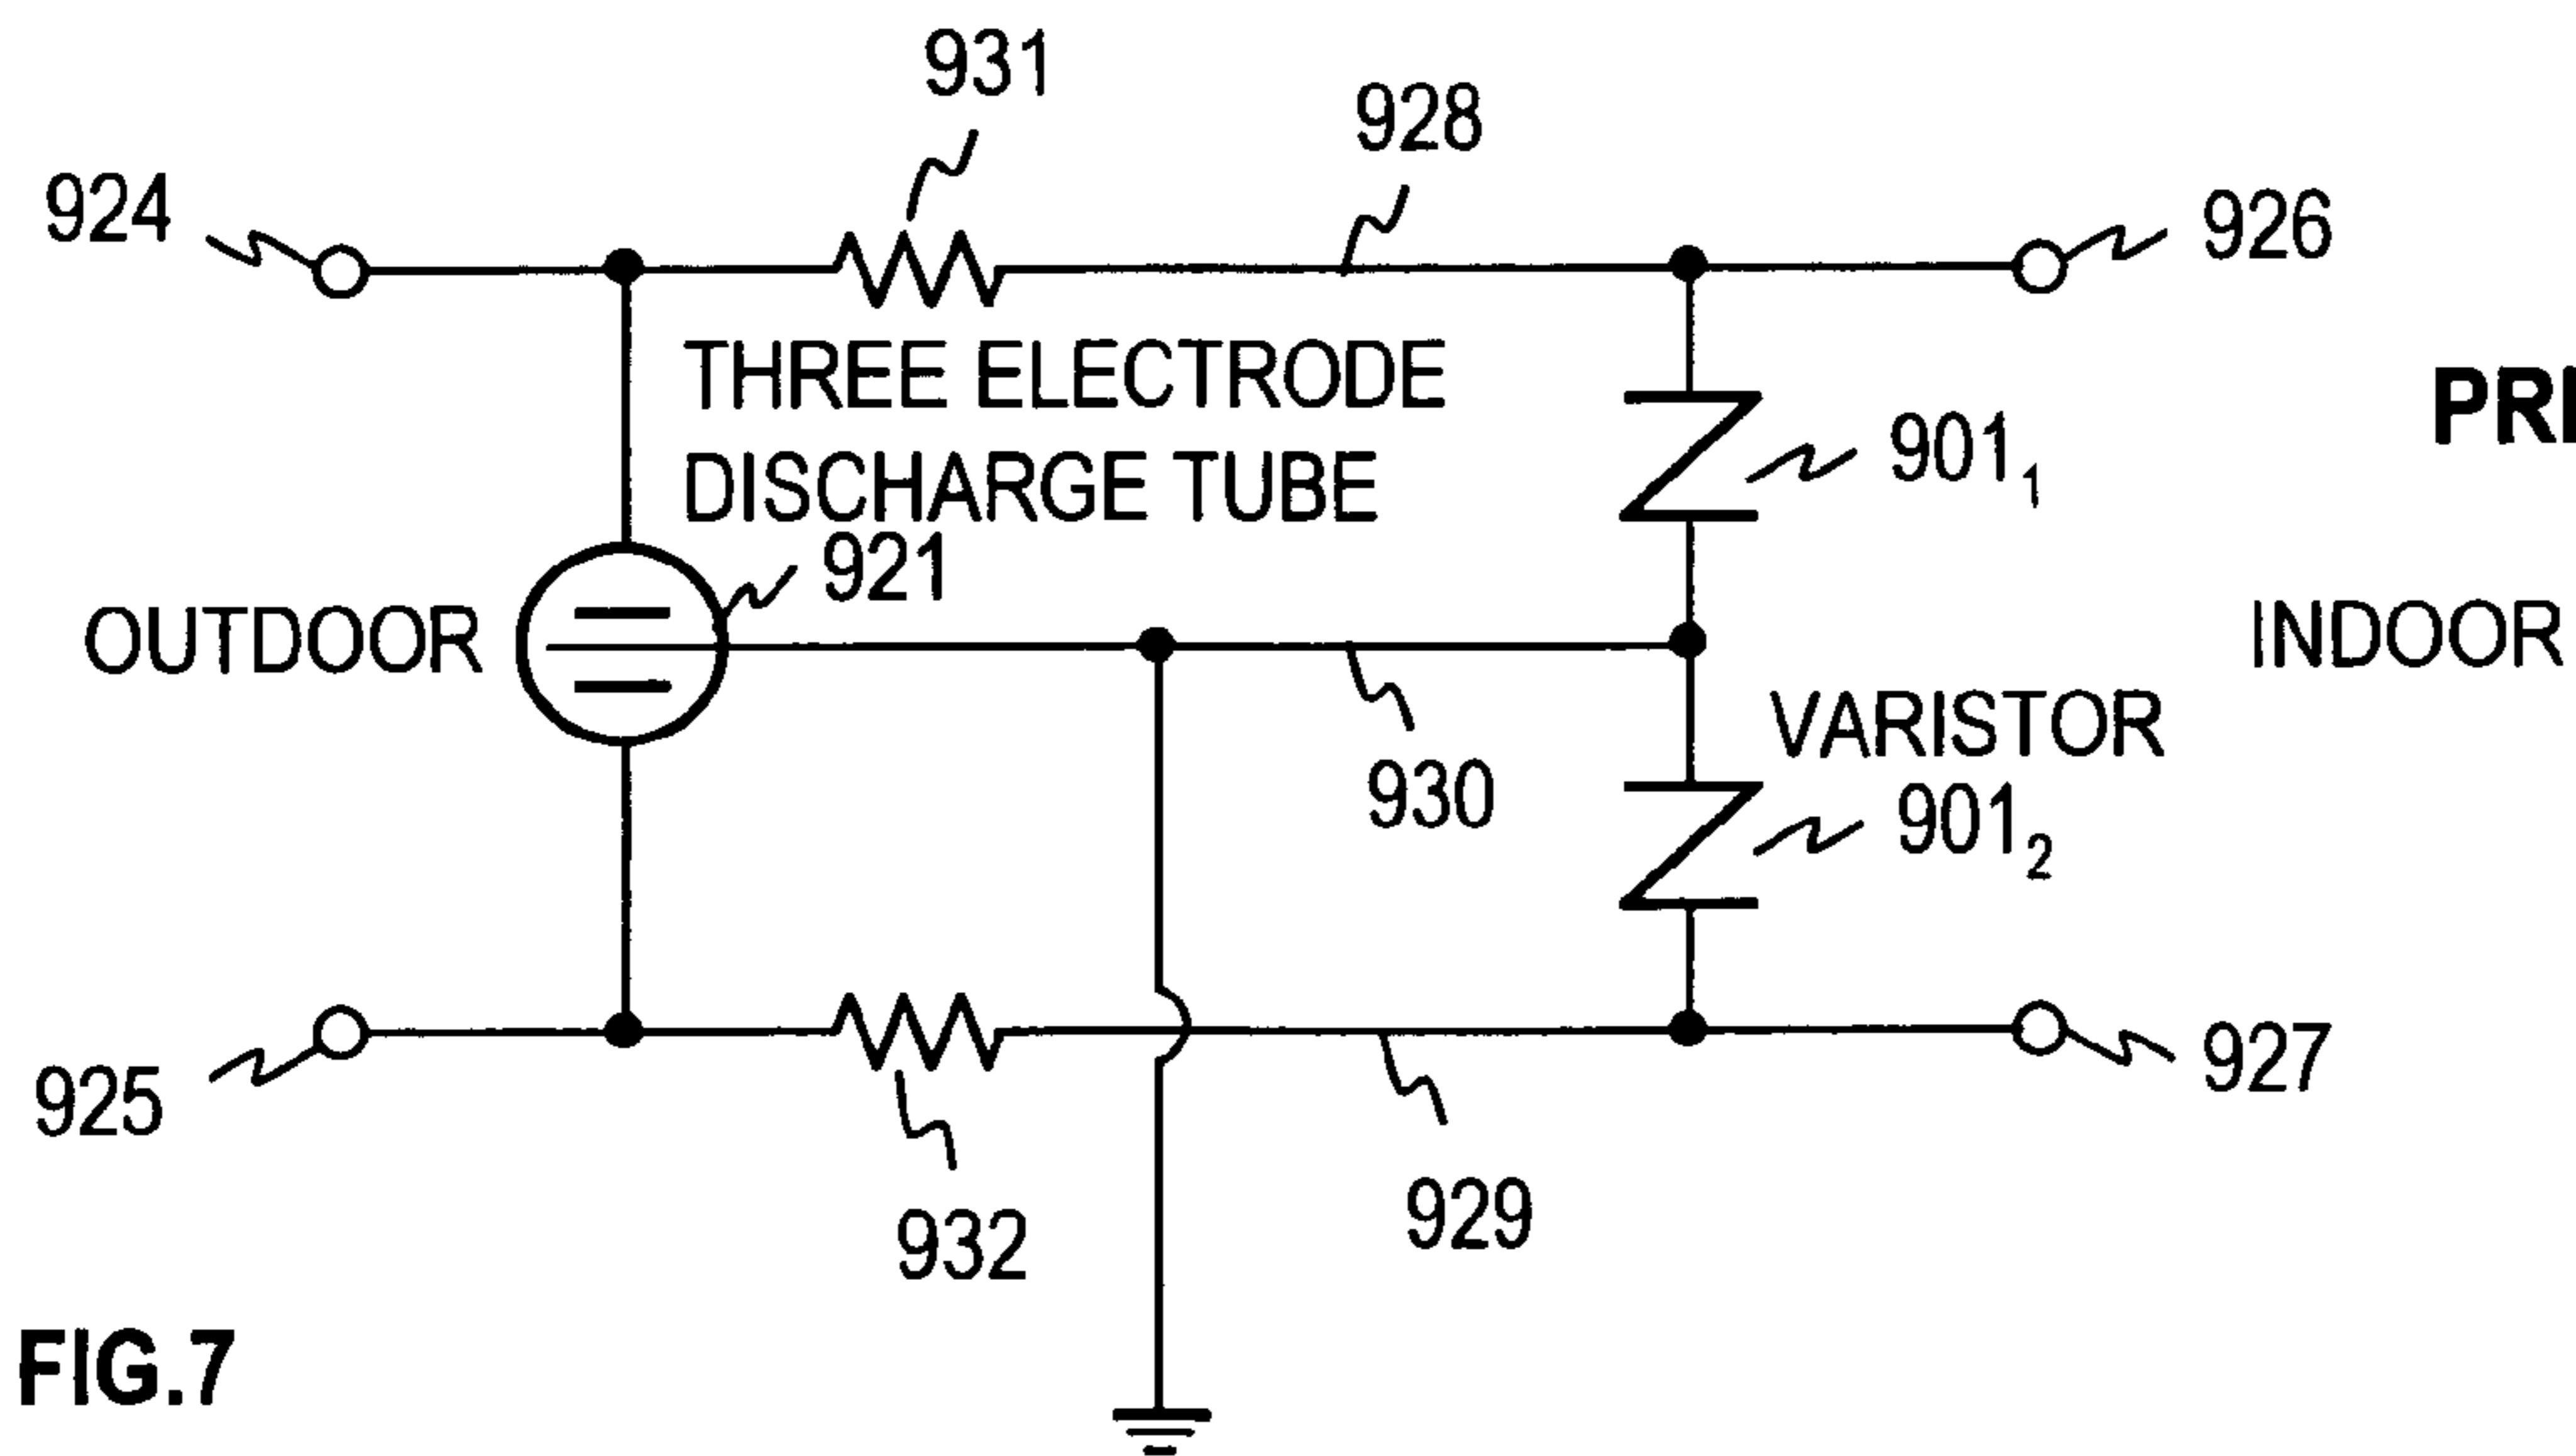 931
928
924
926
THREE ELECTRODE
DISCHARGE TUBE
921
901₁
PRI
OUTDOOR
INDOOR
VARISTOR
901₂
930
925
927
932
929
FIG.7